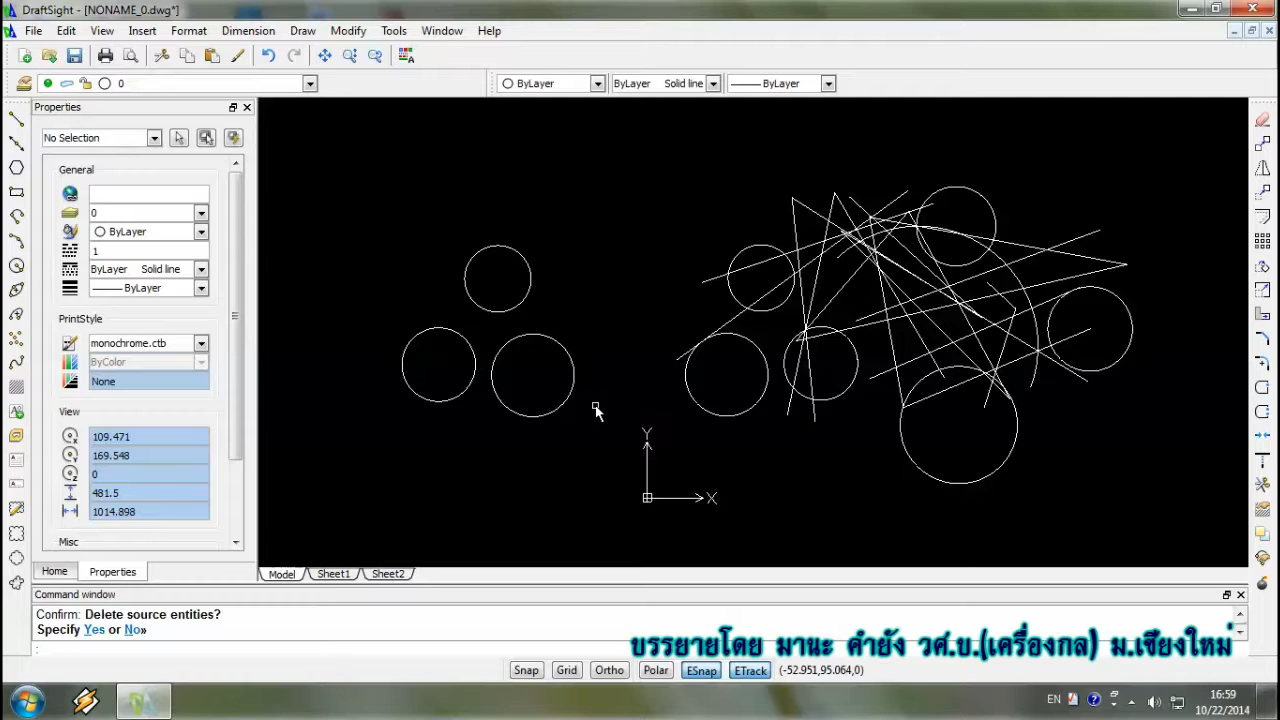 DraftSight - [NONAME_0.dwg*]
File Edit View Insert Format Dimension Draw Modify Tools Window Help
0 ByLayer ByLayer Solid line ByLayer
Properties
No Selection
General
0
ByLayer
1
ByLayer Solid line
ByLayer
PrintStyle
monochrome.ctb
ByColor
None
View
109.471
169.548
0
481.5
1014.898
Misc
Home Properties
Y
X
Model Sheet1 Sheet2
Command window
Confirm: Delete source entities?
Specify Yes or No»
:
บรรยายโดย มานะ คำยัง วศ.บ.(เครื่องกล) ม.เชียงใหม่
Snap Grid Ortho Polar ESnap ETrack (-52.951,95.064,0)
EN 16:59
10/22/2014